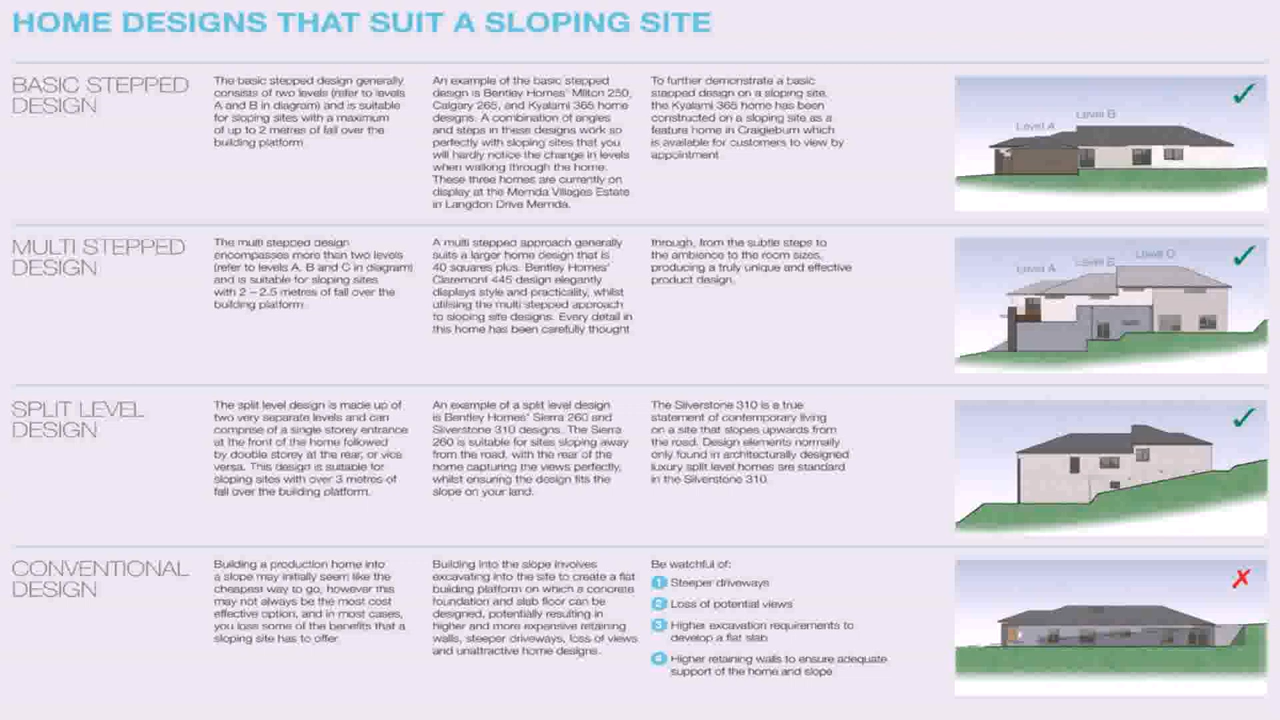 HOME DESIGNS THAT SUIT A SLOPING SITE
BASIC STEPPED
DESIGN
The basic stepped design generally
consists of two levels (refer to levels
A and B in diagram) and is suitable
for sloping sites with a maximum
of up to 2 metres of fall over the
building platform.
An example of the basic stepped
design is Bentley Homes' Milton 250,
Calgary 265, and Kyalami 365 home
designs. A combination of angles
and steps in these designs work so
perfectly with sloping sites that you
will hardly notice the change in levels
when walking through the home.
These three homes are currently on
display at the Mernda Villages Estate
in Langdon Drive Mernda.
To further demonstrate a basic
stepped design on a sloping site,
the Kyalami 365 home has been
constructed on a sloping site as a
feature home in Craigieburn which
is available for customers to view by
appointment.
Level A
Level B
MULTI STEPPED
DESIGN
The multi stepped design
encompasses more than two levels
(refer to levels A, B and C in diagram)
and is suitable for sloping sites
with 2 – 2.5 metres of fall over the
building platform.
A multi stepped approach generally
suits a larger home design that is
40 squares plus. Bentley Homes'
Claremont 445 design elegantly
displays style and practicality, whilst
utilising the multi stepped approach
to sloping site designs. Every detail in
this home has been carefully thought
through, from the subtle steps to
the ambience to the room sizes,
producing a truly unique and effective
product design.
Level A
Level B
Level C
SPLIT LEVEL
DESIGN
The split level design is made up of
two very separate levels and can
comprise of a single storey entrance
at the front of the home followed
by double storey at the rear, or vice
versa. This design is suitable for
sloping sites with over 3 metres of
fall over the building platform.
An example of a split level design
is Bentley Homes' Sierra 260 and
Silverstone 310 designs. The Sierra
260 is suitable for sites sloping away
from the road, with the rear of the
home capturing the views perfectly,
whilst ensuring the design fits the
slope on your land.
The Silverstone 310 is a true
statement of contemporary living
on a site that slopes upwards from
the road. Design elements normally
only found in architecturally designed
luxury split level homes are standard
in the Silverstone 310.
CONVENTIONAL
DESIGN
Building a production home into
a slope may initially seem like the
cheapest way to go, however this
may not always be the most cost
effective option, and in most cases,
you lose some of the benefits that a
sloping site has to offer.
Building into the slope involves
excavating into the site to create a flat
building platform on which a concrete
foundation and slab floor can be
designed, potentially resulting in
higher and more expensive retaining
walls, steeper driveways, loss of views
and unattractive home designs.
Be watchful of:
1 Steeper driveways
2 Loss of potential views
3 Higher excavation requirements to
develop a flat slab
4 Higher retaining walls to ensure adequate
support of the home and slope